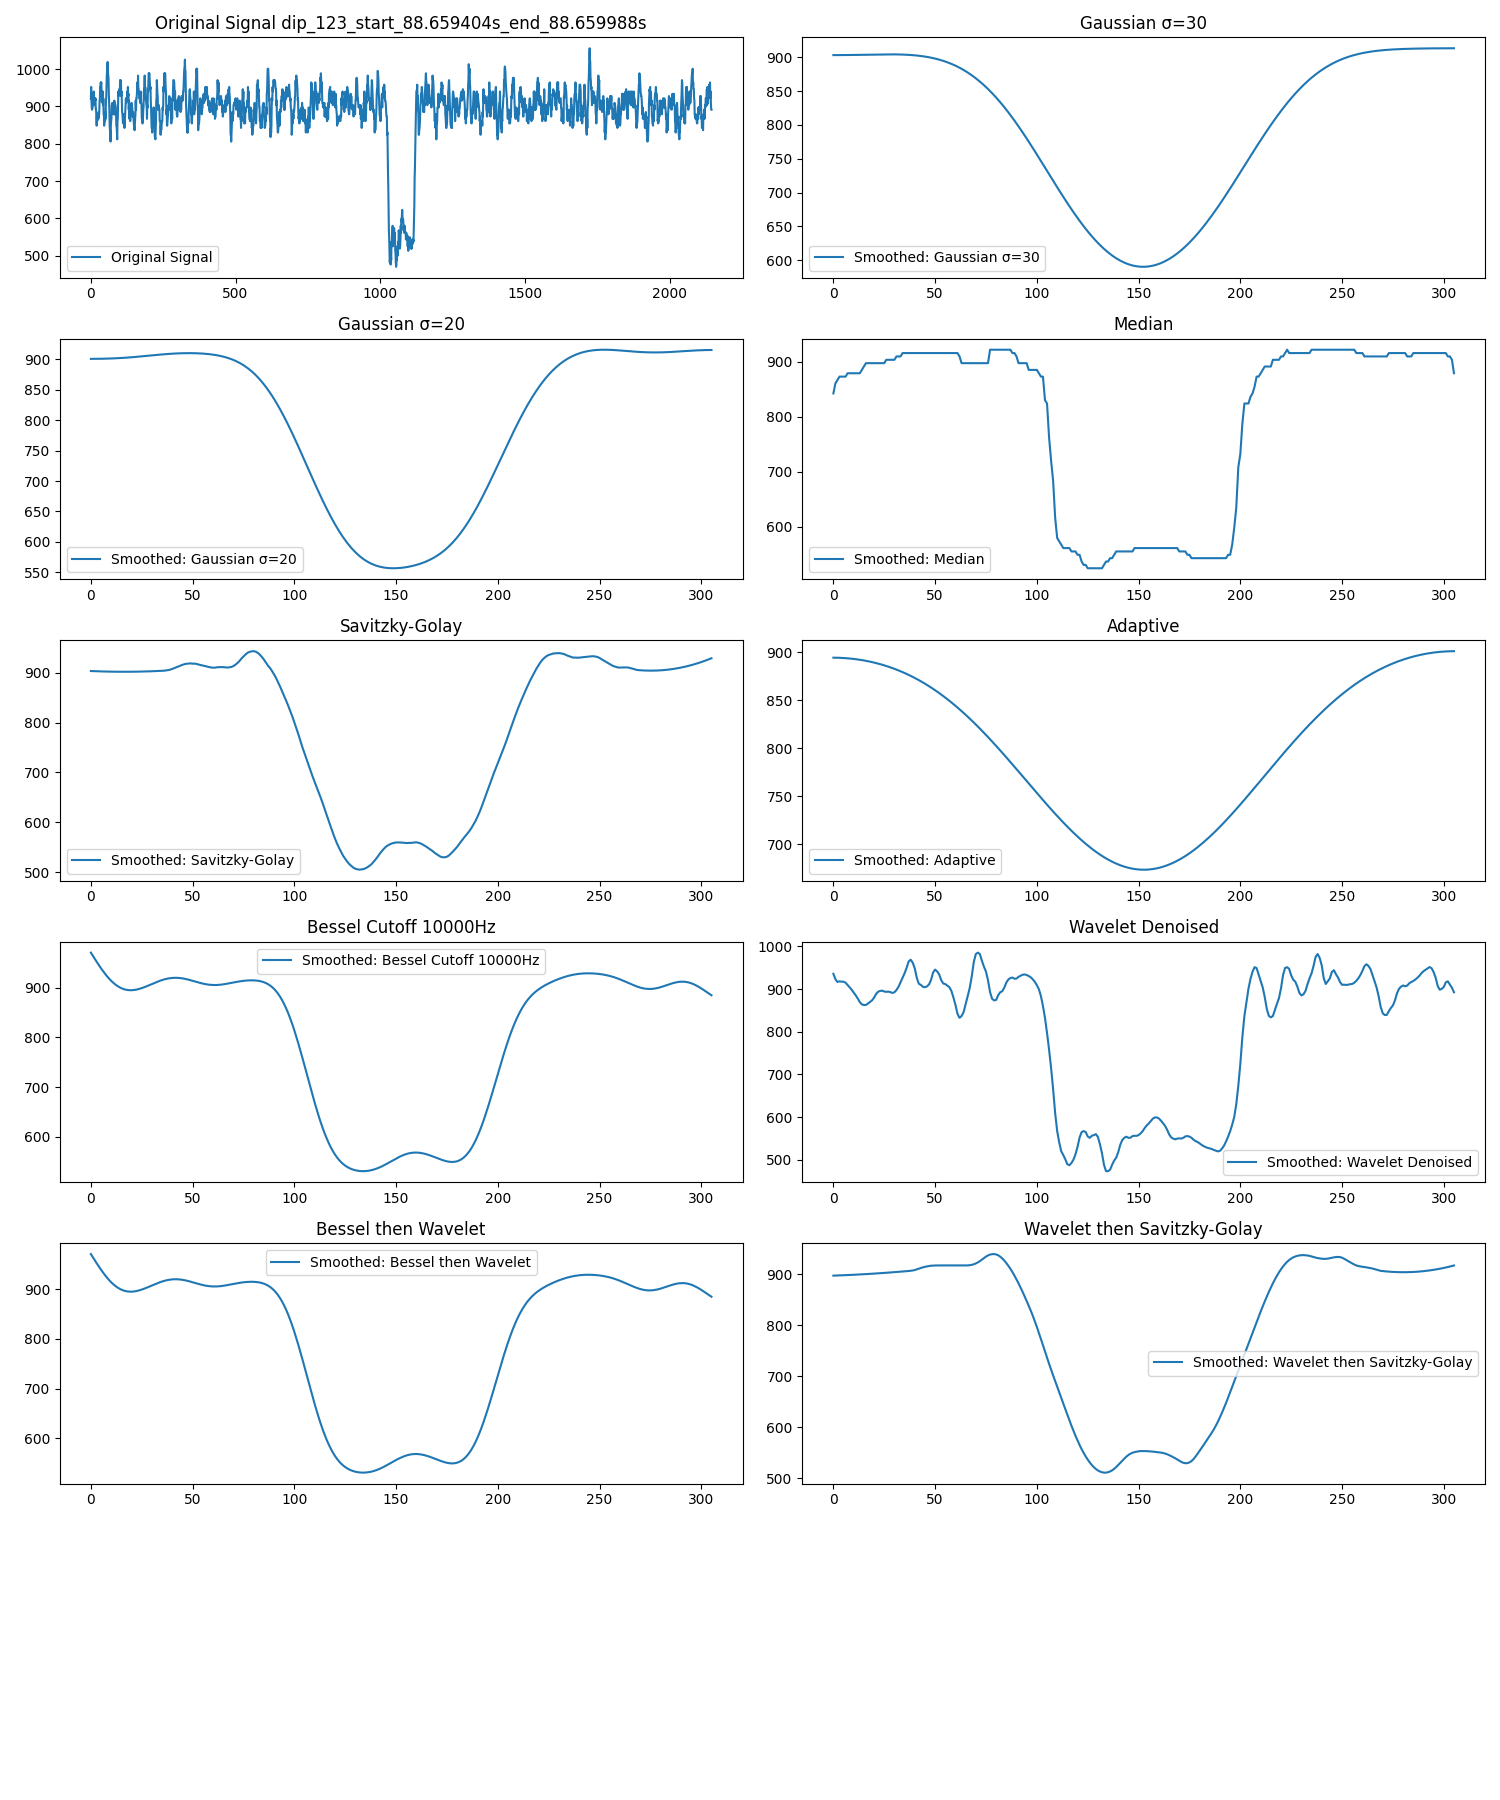 Original Signal dip_123_start_88.659404s_end_88.659988s
1000
900
800
700
600
500
Original Signal
0 500 1000 1500 2000
Gaussian σ=30
900
850
800
750
700
650
600
Smoothed: Gaussian σ=30
0 50 100 150 200 250 300
Gaussian σ=20
900
850
800
750
700
650
600
550
Smoothed: Gaussian σ=20
0 50 100 150 200 250 300
Median
900
800
700
600
Smoothed: Median
0 50 100 150 200 250 300
Savitzky-Golay
900
800
700
600
500
Smoothed: Savitzky-Golay
0 50 100 150 200 250 300
Adaptive
900
850
800
750
700
Smoothed: Adaptive
0 50 100 150 200 250 300
Bessel Cutoff 10000Hz
Smoothed: Bessel Cutoff 10000Hz
900
800
700
600
0 50 100 150 200 250 300
Wavelet Denoised
1000
900
800
700
600
500
Smoothed: Wavelet Denoised
0 50 100 150 200 250 300
Bessel then Wavelet
Smoothed: Bessel then Wavelet
900
800
700
600
0 50 100 150 200 250 300
Wavelet then Savitzky-Golay
900
800
700
600
500
Smoothed: Wavelet then Savitzky-Golay
0 50 100 150 200 250 300